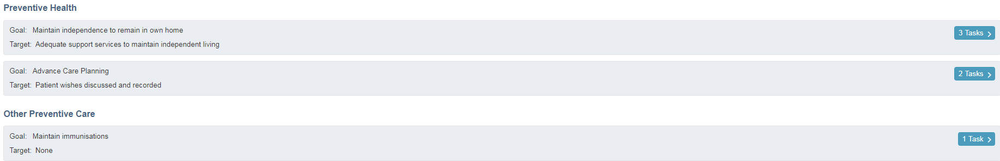 Preventive Health
Goal: Maintain independence to remain in own home
3 Tasks
Target: Adequate support services to maintain independent living
Goal: Advance Care Planning
2 Tasks
Target: Patient wishes discussed and recorded
Other Preventive Care
Goal: Maintain immunisations
1 Task
Target: None